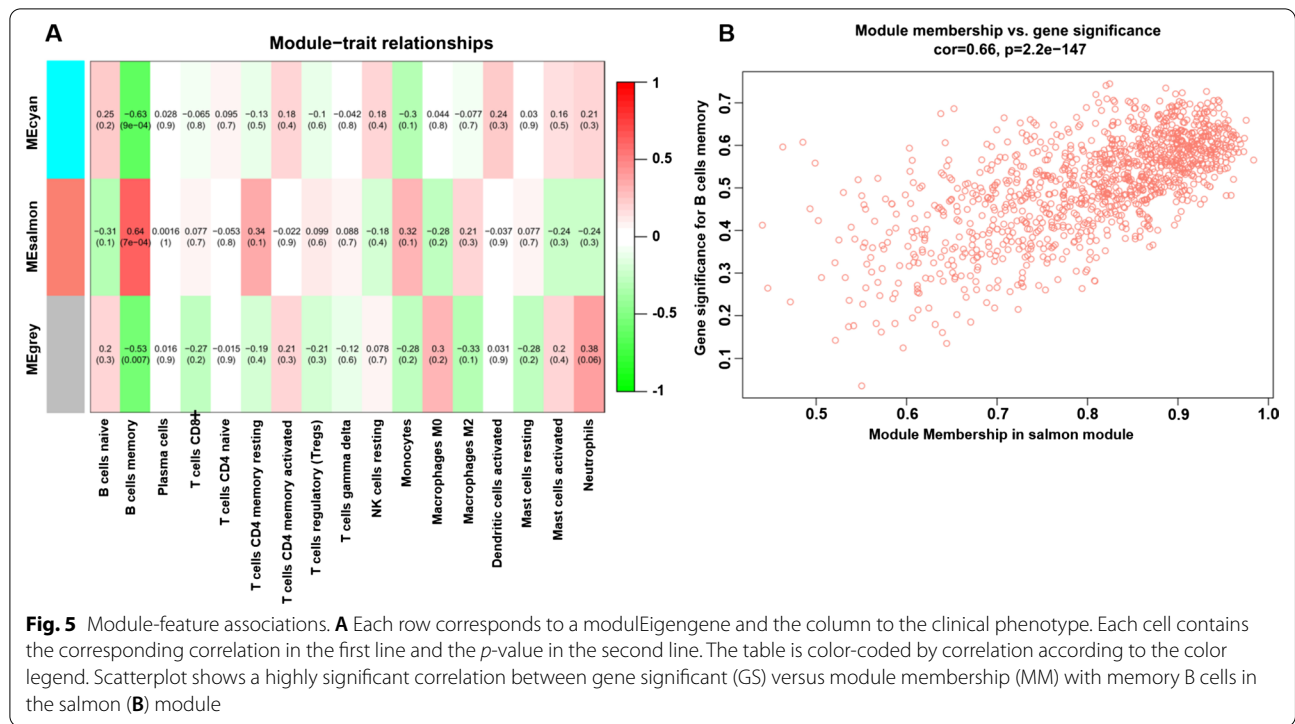 A
Module−trait relationships
MEcyan
0.25 −0.63 0.028 −0.065 0.095 −0.13 0.18 −0.1 −0.042 0.18 −0.3 0.044 −0.077 0.24 0.03 0.16 0.21
(0.2) (9e−04) (0.9) (0.8) (0.7) (0.5) (0.4) (0.6) (0.8) (0.4) (0.1) (0.8) (0.7) (0.3) (0.9) (0.5) (0.3)
MEsalmon
−0.31 0.64 0.0016 0.077 −0.053 0.34 −0.022 0.099 0.088 −0.18 0.32 −0.28 0.21 −0.037 0.077 −0.24 −0.24
(0.1) (7e−04) (1) (0.7) (0.8) (0.1) (0.9) (0.6) (0.7) (0.4) (0.1) (0.2) (0.3) (0.9) (0.7) (0.3) (0.3)
MEgrey
0.2 −0.53 0.016 −0.27 −0.015 −0.19 0.21 −0.21 −0.12 0.078 −0.28 0.3 −0.33 0.031 −0.28 0.2 0.38
(0.3) (0.007) (0.9) (0.2) (0.9) (0.4) (0.3) (0.3) (0.6) (0.7) (0.2) (0.2) (0.1) (0.9) (0.2) (0.4) (0.06)
B cells naive
B cells memory
Plasma cells
T cells CD8+
T cells CD4 naive
T cells CD4 memory resting
T cells CD4 memory activated
T cells regulatory (Tregs)
T cells gamma delta
NK cells resting
Monocytes
Macrophages M0
Macrophages M2
Dendritic cells activated
Mast cells resting
Mast cells activated
Neutrophils
1
0.5
0
-0.5
-1
B
Module membership vs. gene significance
cor=0.66, p=2.2e−147
Gene significance for B cells memory
0.7
0.6
0.5
0.4
0.3
0.2
0.1
0.5 0.6 0.7 0.8 0.9 1.0
Module Membership in salmon module
Fig. 5 Module-feature associations. A Each row corresponds to a modulEigengene and the column to the clinical phenotype. Each cell contains
the corresponding correlation in the first line and the p-value in the second line. The table is color-coded by correlation according to the color
legend. Scatterplot shows a highly significant correlation between gene significant (GS) versus module membership (MM) with memory B cells in
the salmon (B) module